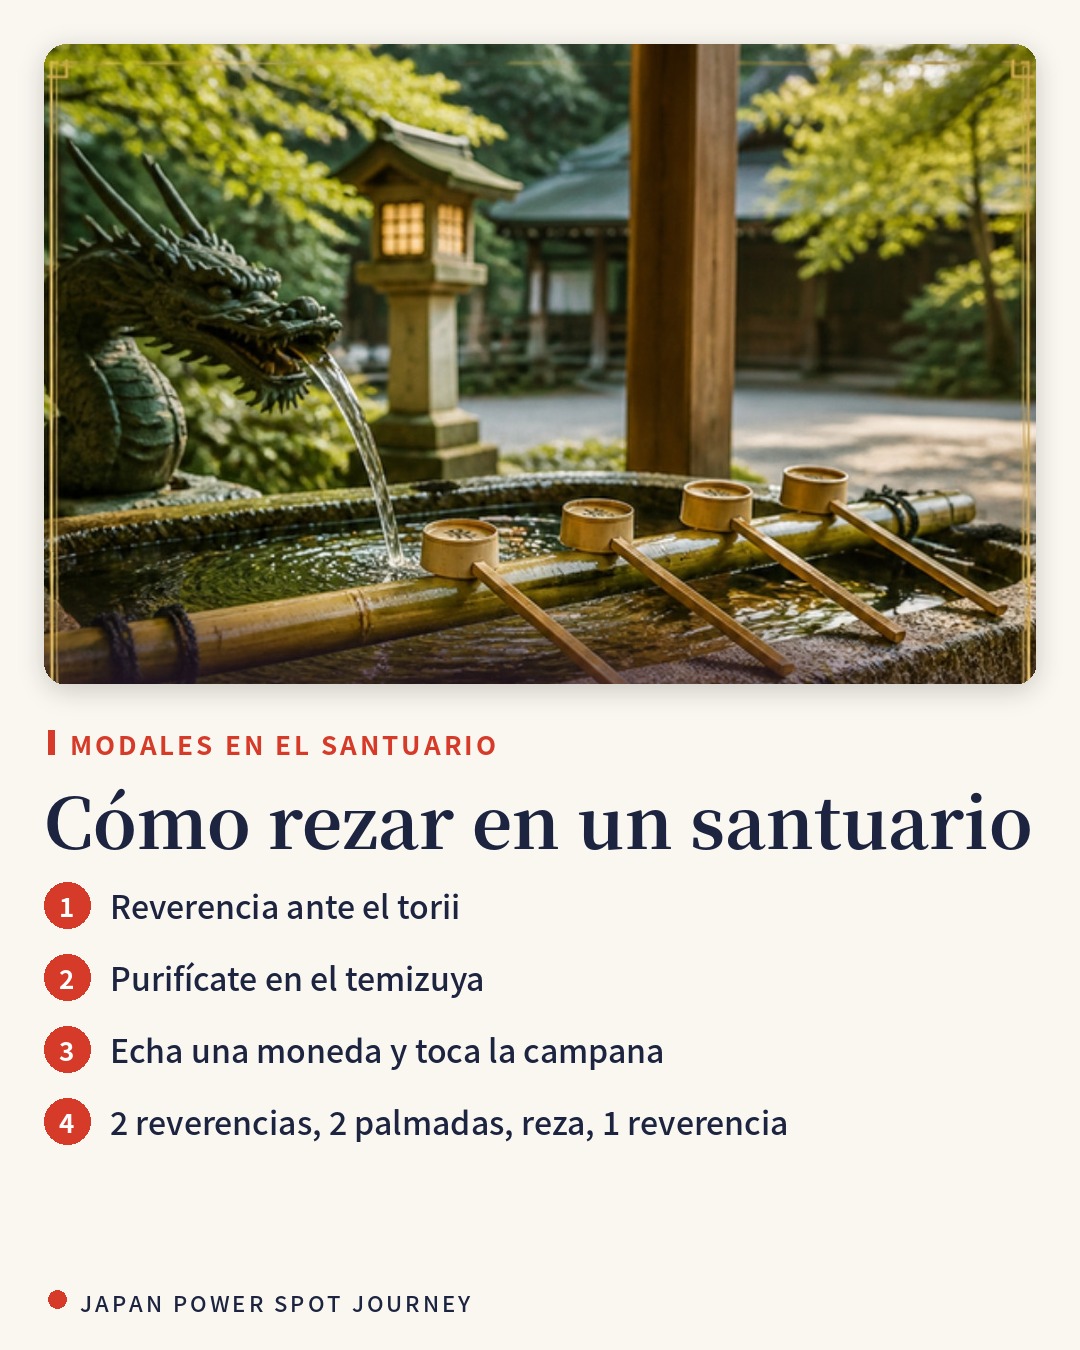 MODALES EN EL SANTUARIO
Cómo rezar en un santuario
1 Reverencia ante el torii
2 Purifícate en el temizuya
3 Echa una moneda y toca la campana
4 2 reverencias, 2 palmadas, reza, 1 reverencia
JAPAN POWER SPOT JOURNEY